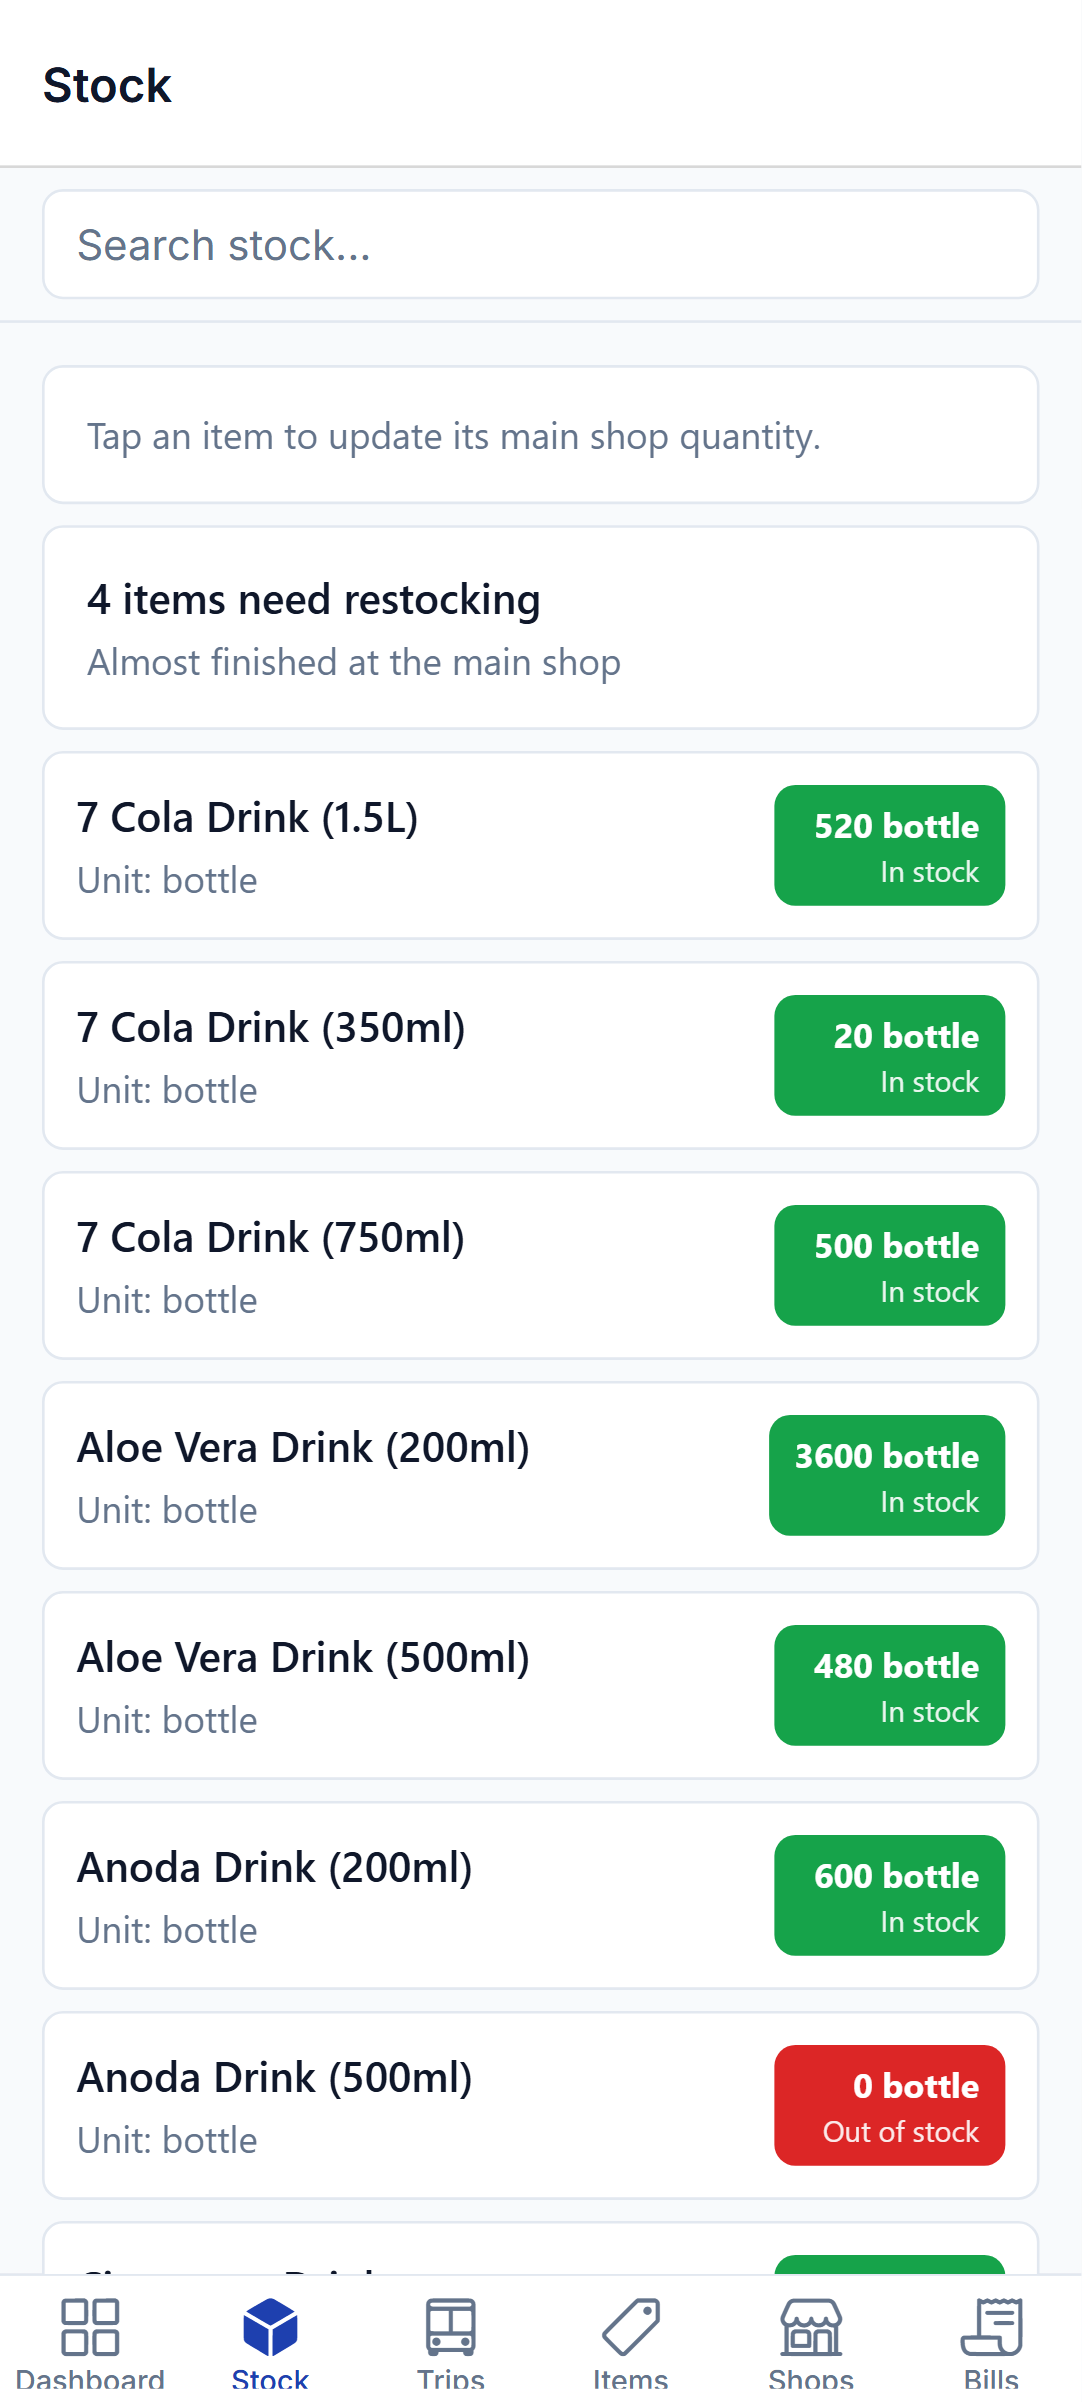 Stock
Search stock...
Tap an item to update its main shop quantity.
4 items need restocking
Almost finished at the main shop
7 Cola Drink (1.5L)
Unit: bottle
520 bottle
In stock
7 Cola Drink (350ml)
Unit: bottle
20 bottle
In stock
7 Cola Drink (750ml)
Unit: bottle
500 bottle
In stock
Aloe Vera Drink (200ml)
Unit: bottle
3600 bottle
In stock
Aloe Vera Drink (500ml)
Unit: bottle
480 bottle
In stock
Anoda Drink (200ml)
Unit: bottle
600 bottle
In stock
Anoda Drink (500ml)
Unit: bottle
0 bottle
Out of stock
Dashboard
Stock
Trips
Items
Shops
Bills